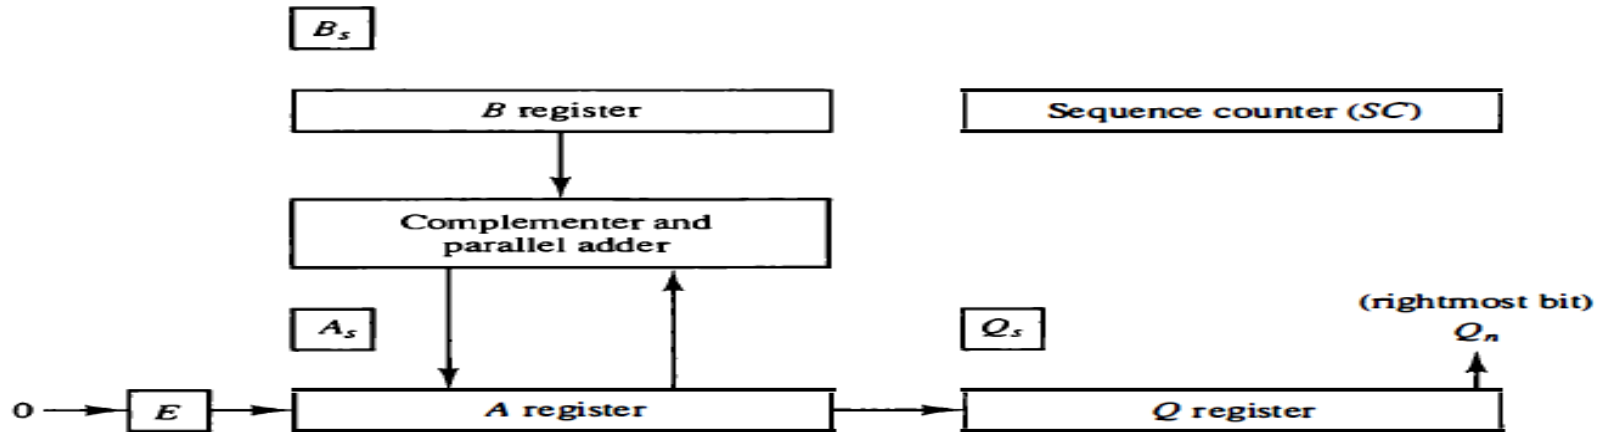 Bs
B register
Sequence counter (SC)
Complementer and
parallel adder
(rightmost bit)
As
Qs
Qn
0
E
A register
Q register